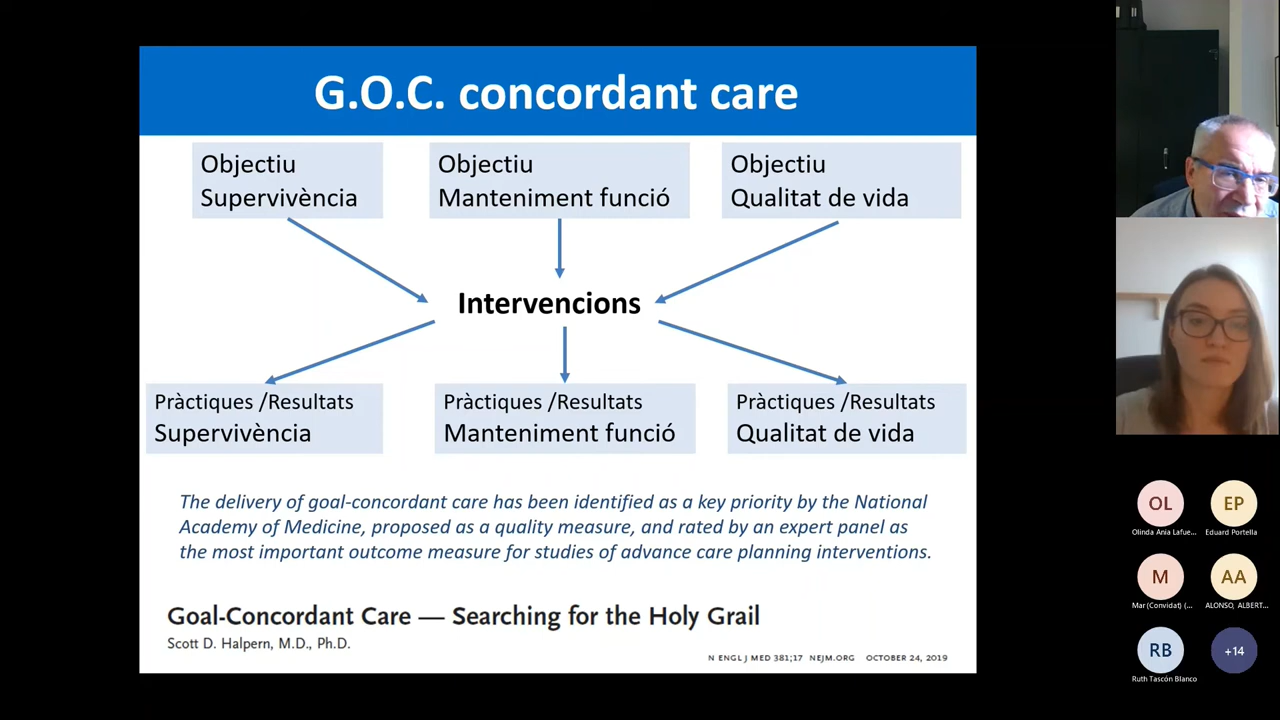 G.O.C. concordant care
Objectiu
Supervivència
Objectiu
Manteniment funció
Objectiu
Qualitat de vida
Intervencions
Pràctiques /Resultats
Supervivència
Pràctiques /Resultats
Manteniment funció
Pràctiques /Resultats
Qualitat de vida
The delivery of goal-concordant care has been identified as a key priority by the National
Academy of Medicine, proposed as a quality measure, and rated by an expert panel as
the most important outcome measure for studies of advance care planning interventions.
Goal-Concordant Care — Searching for the Holy Grail
Scott D. Halpern, M.D., Ph.D.
N ENGL J MED 381;17 NEJM.ORG OCTOBER 24, 2019
OL
Olinda Ania Lafue...
EP
Eduard Portella
M
Mar (Convidat) (...
AA
ALONSO, ALBERT...
RB
Ruth Tascón Blanco
+14